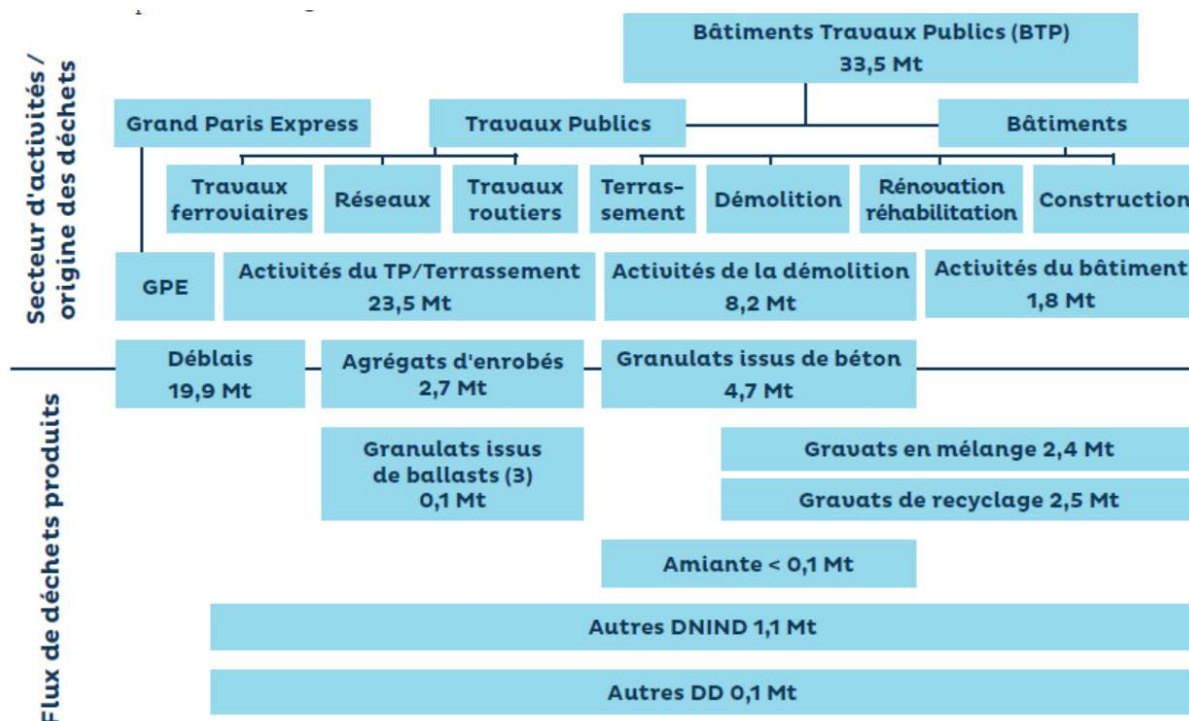 Secteur d'activités /
origine des déchets
Bâtiments Travaux Publics (BTP)
33,5 Mt
Grand Paris Express
Travaux Publics
Bâtiments
Travaux
ferroviaires
Réseaux
Travaux
routiers
Terras-
sement
Démolition
Rénovation
réhabilitation
Construction
GPE
Activités du TP/Terrassement
23,5 Mt
Activités de la démolition
8,2 Mt
Activités du bâtiment
1,8 Mt
Flux de déchets produits
Déblais
19,9 Mt
Agrégats d'enrobés
2,7 Mt
Granulats issus de béton
4,7 Mt
Granulats issus
de ballasts (3)
0,1 Mt
Gravats en mélange 2,4 Mt
Gravats de recyclage 2,5 Mt
Amiante < 0,1 Mt
Autres DNIND 1,1 Mt
Autres DD 0,1 Mt